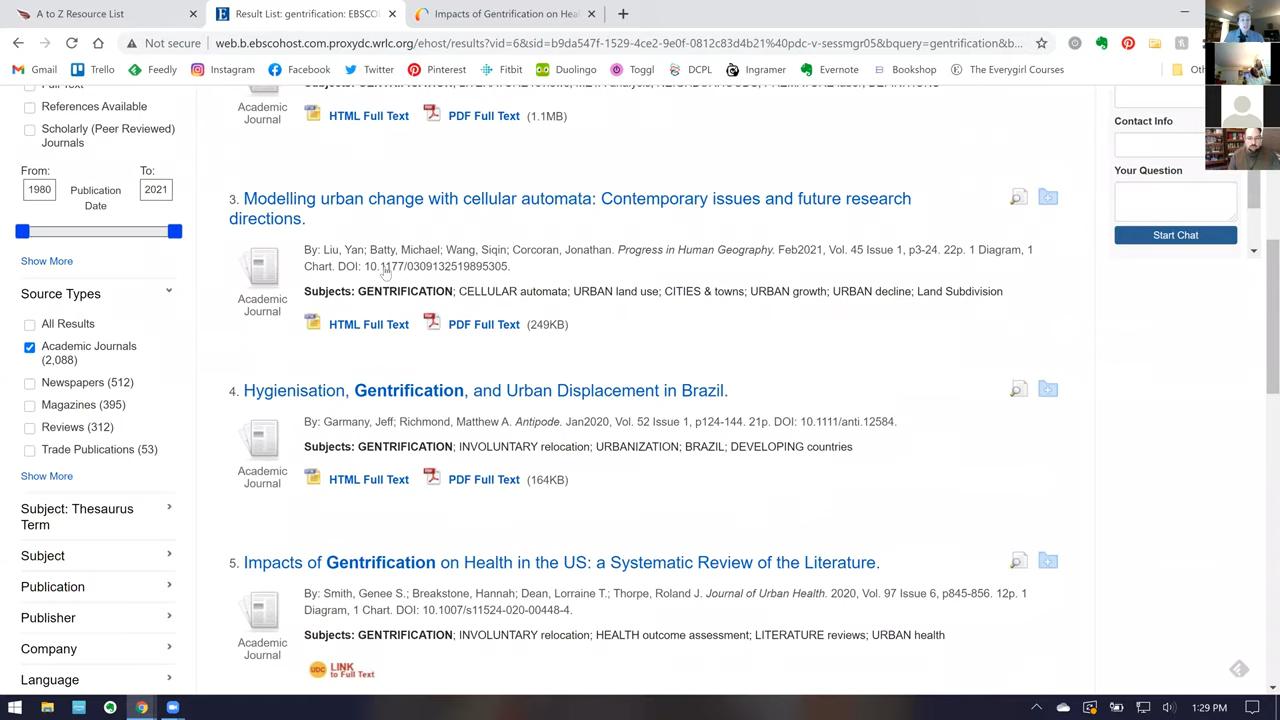 A to Z Resource List
Result List: gentrification: EBSCO
Impacts of Gentrification on Heal
Not secure
web.b.ebscohost.com.proxydc.wrlc.org/ehost/results?vid=6&sid=b9da547f-1529-4ce2-9e0f-0812c83d4b21%40pdc-v-sessmgr05&bquery=gentrification&b...
Gmail
Trello
Feedly
Instagram
Facebook
Twitter
Pinterest
Fitbit
Duolingo
Toggl
DCPL
Ingramer
Evernote
Bookshop
The Everygirl Courses
References Available
Scholarly (Peer Reviewed)
Journals
From:
To:
1980
Publication
Date
2021
Show More
Source Types
All Results
Academic Journals
(2,088)
Newspapers (512)
Magazines (395)
Reviews (312)
Trade Publications (53)
Show More
Subject: Thesaurus
Term
Subject
Publication
Publisher
Company
Language
Academic
Journal
HTML Full Text
PDF Full Text (1.1MB)
3. Modelling urban change with cellular automata: Contemporary issues and future research
directions.
By: Liu, Yan; Batty, Michael; Wang, Siqin; Corcoran, Jonathan. Progress in Human Geography. Feb2021, Vol. 45 Issue 1, p3-24. 22p. 1 Diagram, 1
Chart. DOI: 10.1177/0309132519895305.
Subjects: GENTRIFICATION; CELLULAR automata; URBAN land use; CITIES & towns; URBAN growth; URBAN decline; Land Subdivision
Academic
Journal
HTML Full Text
PDF Full Text (249KB)
4. Hygienisation, Gentrification, and Urban Displacement in Brazil.
By: Garmany, Jeff; Richmond, Matthew A. Antipode. Jan2020, Vol. 52 Issue 1, p124-144. 21p. DOI: 10.1111/anti.12584.
Subjects: GENTRIFICATION; INVOLUNTARY relocation; URBANIZATION; BRAZIL; DEVELOPING countries
Academic
Journal
HTML Full Text
PDF Full Text (164KB)
5. Impacts of Gentrification on Health in the US: a Systematic Review of the Literature.
By: Smith, Genee S.; Breakstone, Hannah; Dean, Lorraine T.; Thorpe, Roland J. Journal of Urban Health. 2020, Vol. 97 Issue 6, p845-856. 12p. 1
Diagram, 1 Chart. DOI: 10.1007/s11524-020-00448-4.
Subjects: GENTRIFICATION; INVOLUNTARY relocation; HEALTH outcome assessment; LITERATURE reviews; URBAN health
Academic
Journal
UDC LINK
to Full Text
Contact Info
Your Question
Start Chat
1:29 PM